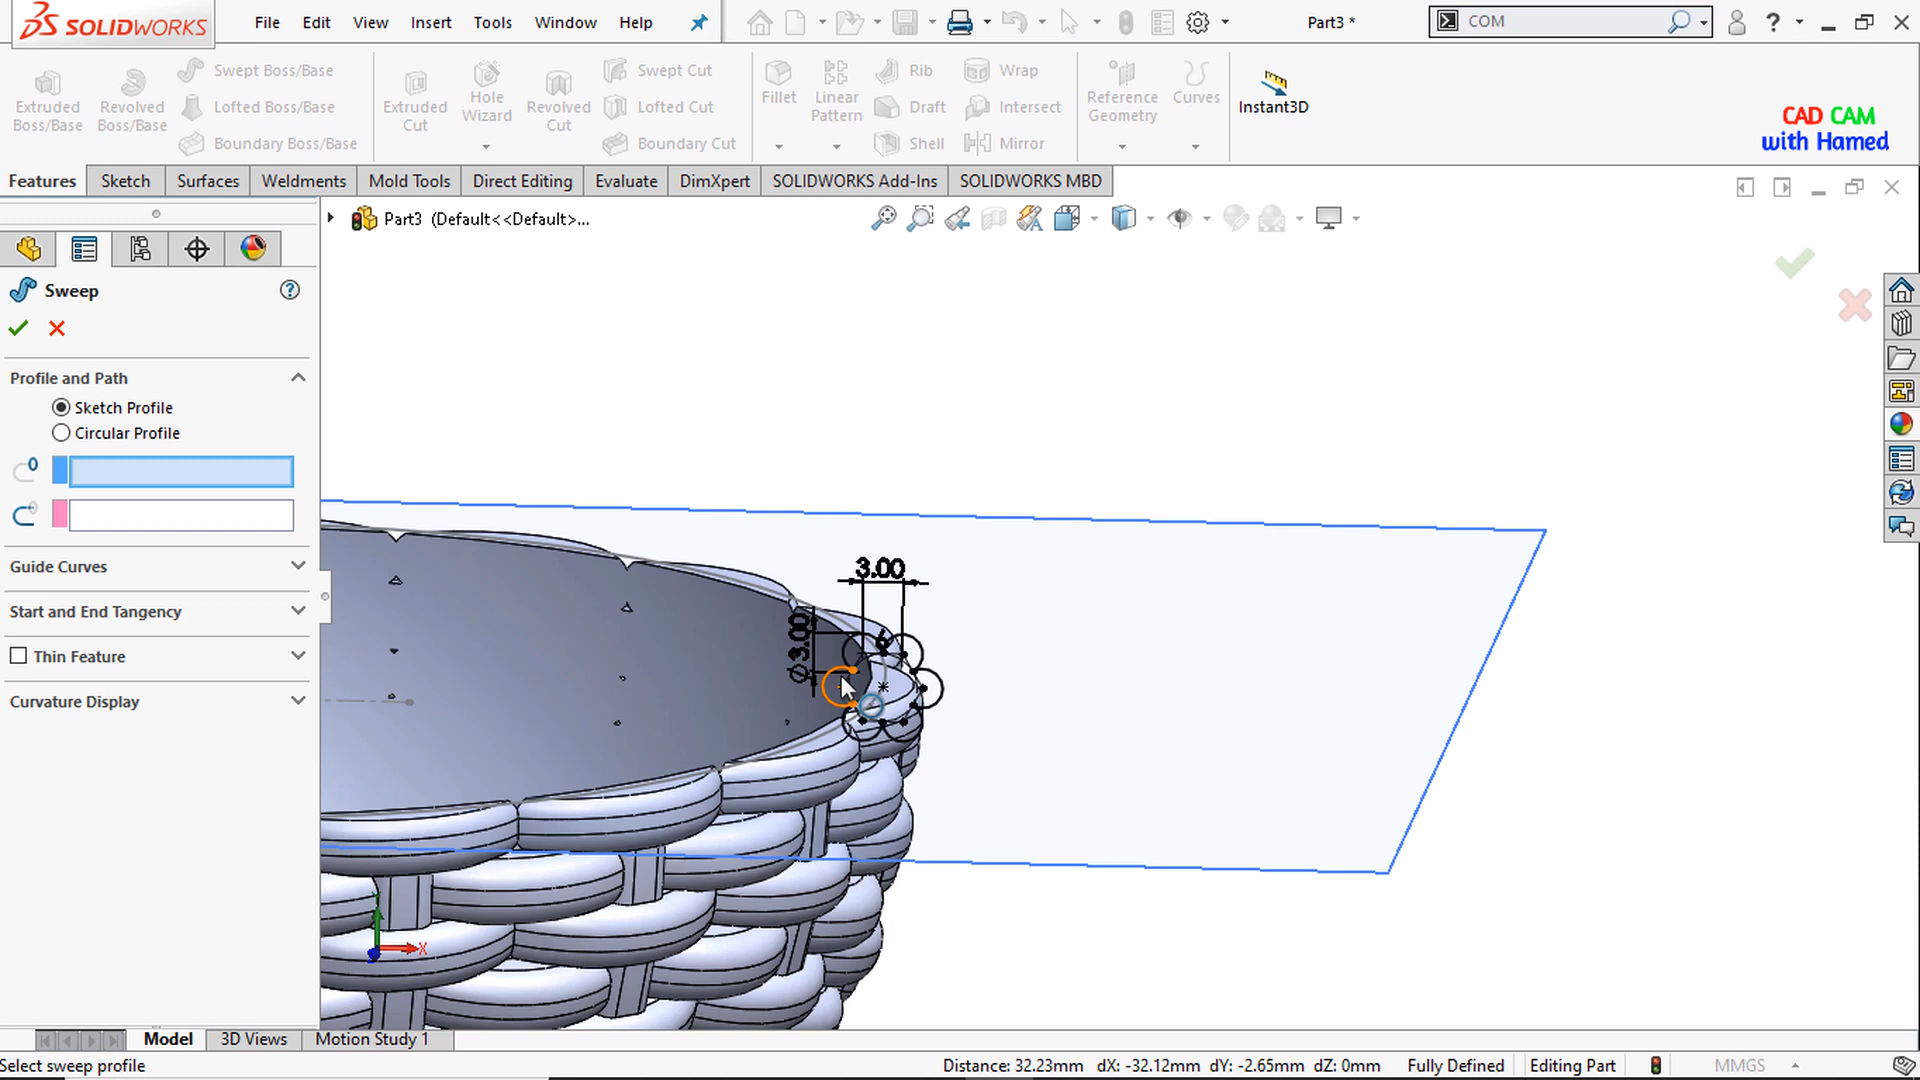 SOLIDWORKS File Edit View Insert Tools Window Help Part3 * COM ?
Extruded Boss/Base
Revolved Boss/Base
Swept Boss/Base
Lofted Boss/Base
Boundary Boss/Base
Extruded Cut
Hole Wizard
Revolved Cut
Swept Cut
Lofted Cut
Boundary Cut
Fillet
Linear Pattern
Rib
Draft
Shell
Wrap
Intersect
Mirror
Reference Geometry
Curves
Instant3D
CAD CAM
with Hamed
Features Sketch Surfaces Weldments Mold Tools Direct Editing Evaluate DimXpert SOLIDWORKS Add-Ins SOLIDWORKS MBD
Part3 (Default<<Default>...
Sweep
Profile and Path
Sketch Profile
Circular Profile
Guide Curves
Start and End Tangency
Thin Feature
Curvature Display
3.00
Ø3.00
6
X
Model 3D Views Motion Study 1
Select sweep profile Distance: 32.23mm dX: -32.12mm dY: -2.65mm dZ: 0mm Fully Defined Editing Part MMGS